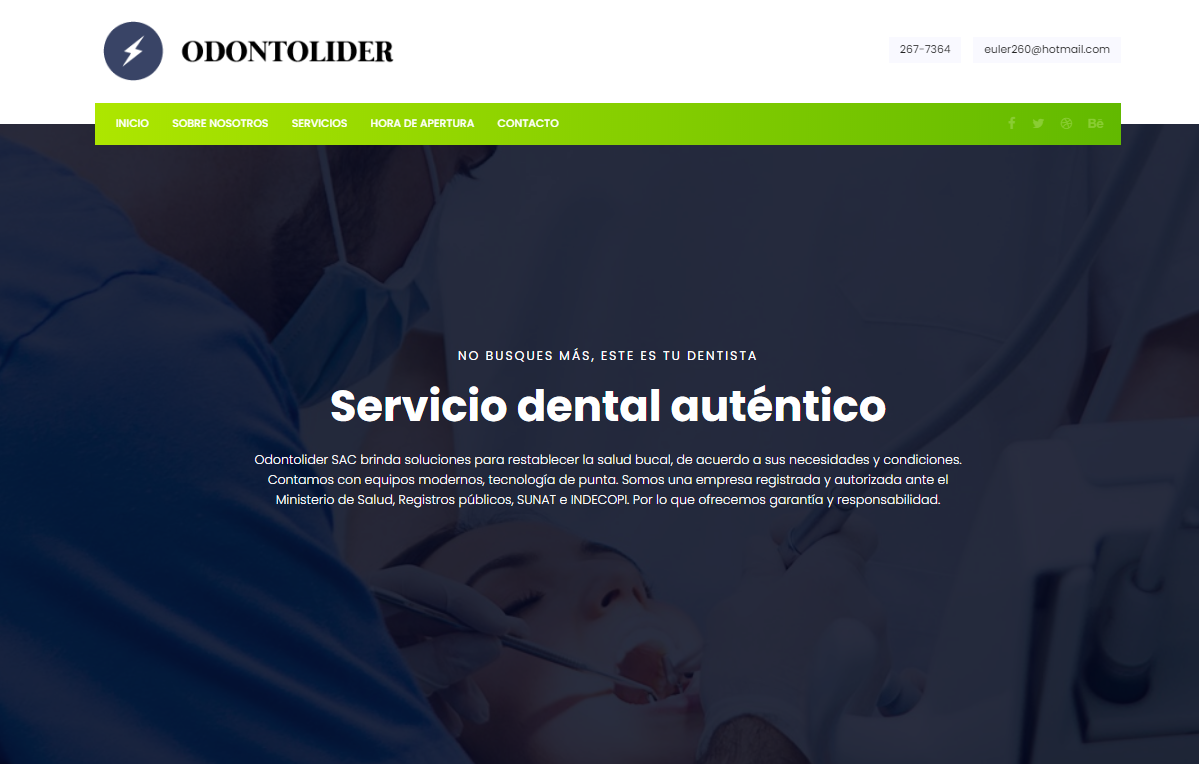 ODONTOLIDER
267-7364
euler260@hotmail.com
INICIO SOBRE NOSOTROS SERVICIOS HORA DE APERTURA CONTACTO
Bē
NO BUSQUES MÁS, ESTE ES TU DENTISTA
Servicio dental auténtico
Odontolider SAC brinda soluciones para restablecer la salud bucal, de acuerdo a sus necesidades y condiciones.
Contamos con equipos modernos, tecnología de punta. Somos una empresa registrada y autorizada ante el
Ministerio de Salud, Registros públicos, SUNAT e INDECOPI. Por lo que ofrecemos garantía y responsabilidad.